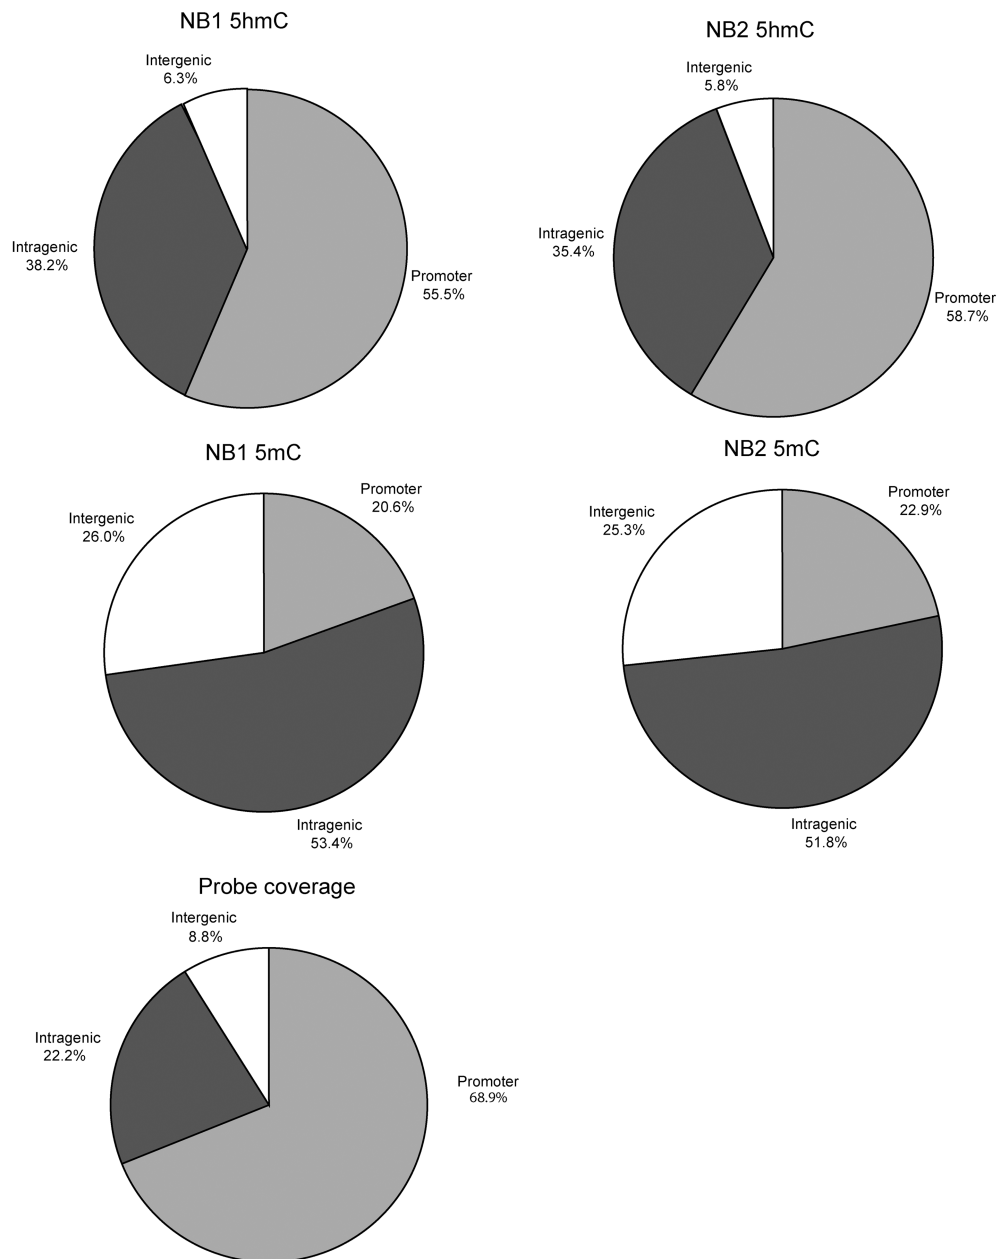 NB1 5hmC
Intergenic
6.3%
Intragenic
38.2%
Promoter
55.5%
NB2 5hmC
Intergenic
5.8%
Intragenic
35.4%
Promoter
58.7%
NB1 5mC
Promoter
20.6%
Intergenic
26.0%
Intragenic
53.4%
NB2 5mC
Promoter
22.9%
Intergenic
25.3%
Intragenic
51.8%
Probe coverage
Intergenic
8.8%
Intragenic
22.2%
Promoter
68.9%